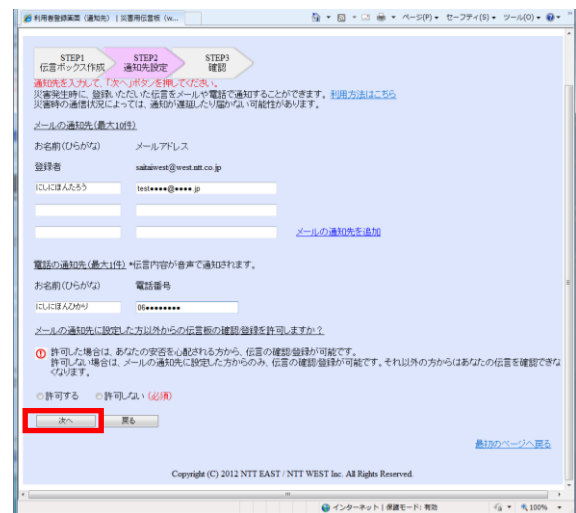 利用者登録画面（通知先）｜災害用伝言板（w...
ページ(P) セーフティ(S) ツール(O)
STEP1 STEP2 STEP3
伝言ボックス作成 通知先設定 確認
通知先を入力して、「次へ」ボタンを押してください。
災害発生時に、登録いただいた伝言をメールや電話で通知することができます。利用方法はこちら
災害時の通信状況によっては、通知が遅延したり届かない可能性があります。
メールの通知先（最大10件）
お名前（ひらがな） メールアドレス
登録者 saitaiwest@west.ntt.co.jp
にしにほんたろう test●●●●@●●●●.jp
メールの通知先を追加
電話の通知先（最大1件）*伝言内容が音声で通知されます。
お名前（ひらがな） 電話番号
にしにほんひかり 06●●●●●●●●
メールの通知先に設定した方以外からの伝言板の確認/登録を許可しますか？
許可した場合は、あなたの安否を心配される方から、伝言の確認/登録が可能です。
許可しない場合は、メールの通知先に設定した方からのみ、伝言の確認/登録が可能です。それ以外の方からはあなたの伝言を確認できな
くなります。
許可する 許可しない（必須）
次へ 戻る
最初のページへ戻る
Copyright (C) 2012 NTT EAST / NTT WEST Inc. All Rights Reserved.
インターネット | 保護モード: 有効 100%